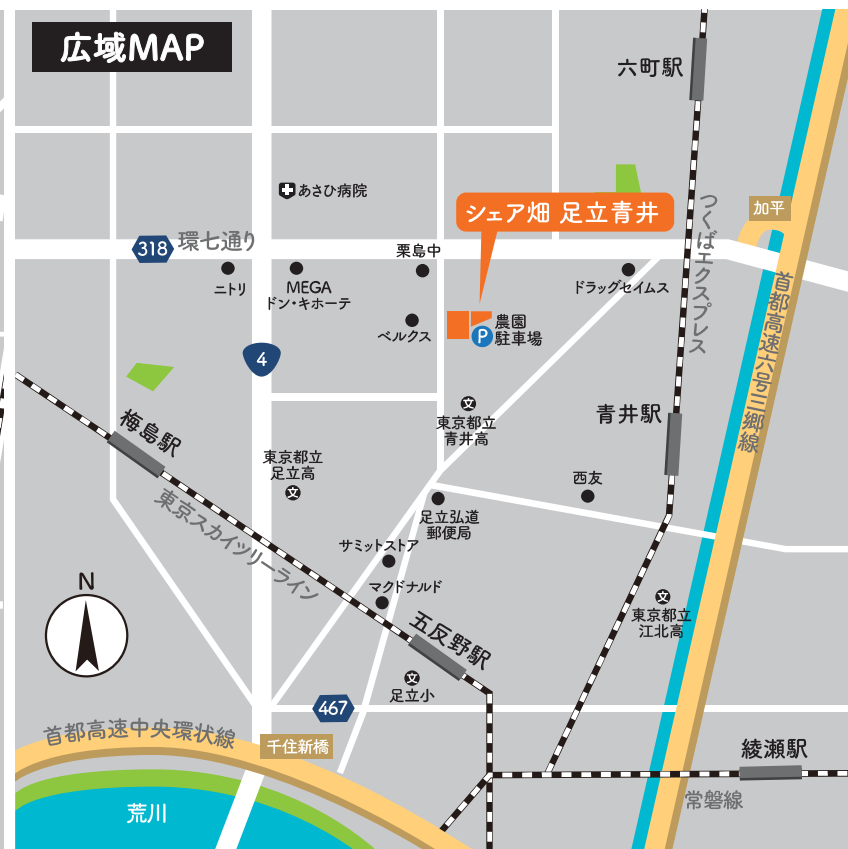 広域MAP
六町駅
あさひ病院
シェア畑 足立青井
加平
つくばエクスプレス
318
環七通り
栗島中
ニトリ
MEGA
ドン・キホーテ
ドラッグセイムス
首都高速六号三郷線
ベルクス
P
農園
駐車場
4
梅島駅
文
東京都立
青井高
青井駅
東京都立
足立高
文
西友
足立弘道
郵便局
東京スカイツリーライン
サミットストア
マクドナルド
N
五反野駅
文
東京都立
江北高
文
足立小
467
首都高速中央環状線
千住新橋
綾瀬駅
常磐線
荒川